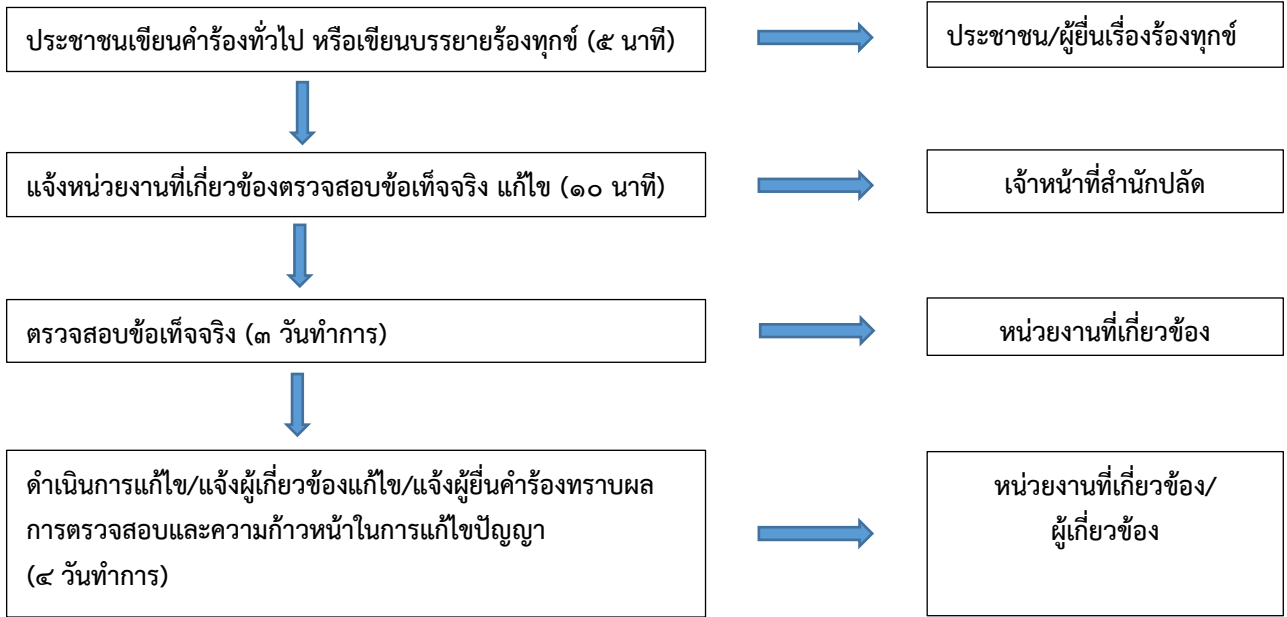 ประชาชนเขียนคำร้องทั่วไป หรือเขียนบรรยายร้องทุกข์ (๕ นาที)
ประชาชน/ผู้ยื่นเรื่องร้องทุกข์
แจ้งหน่วยงานที่เกี่ยวข้องตรวจสอบข้อเท็จจริง แก้ไข (๑๐ นาที)
เจ้าหน้าที่สำนักปลัด
ตรวจสอบข้อเท็จจริง (๓ วันทำการ)
หน่วยงานที่เกี่ยวข้อง
ดำเนินการแก้ไข/แจ้งผู้เกี่ยวข้องแก้ไข/แจ้งผู้ยื่นคำร้องทราบผล
การตรวจสอบและความก้าวหน้าในการแก้ไขปัญญา
(๔ วันทำการ)
หน่วยงานที่เกี่ยวข้อง/
ผู้เกี่ยวข้อง